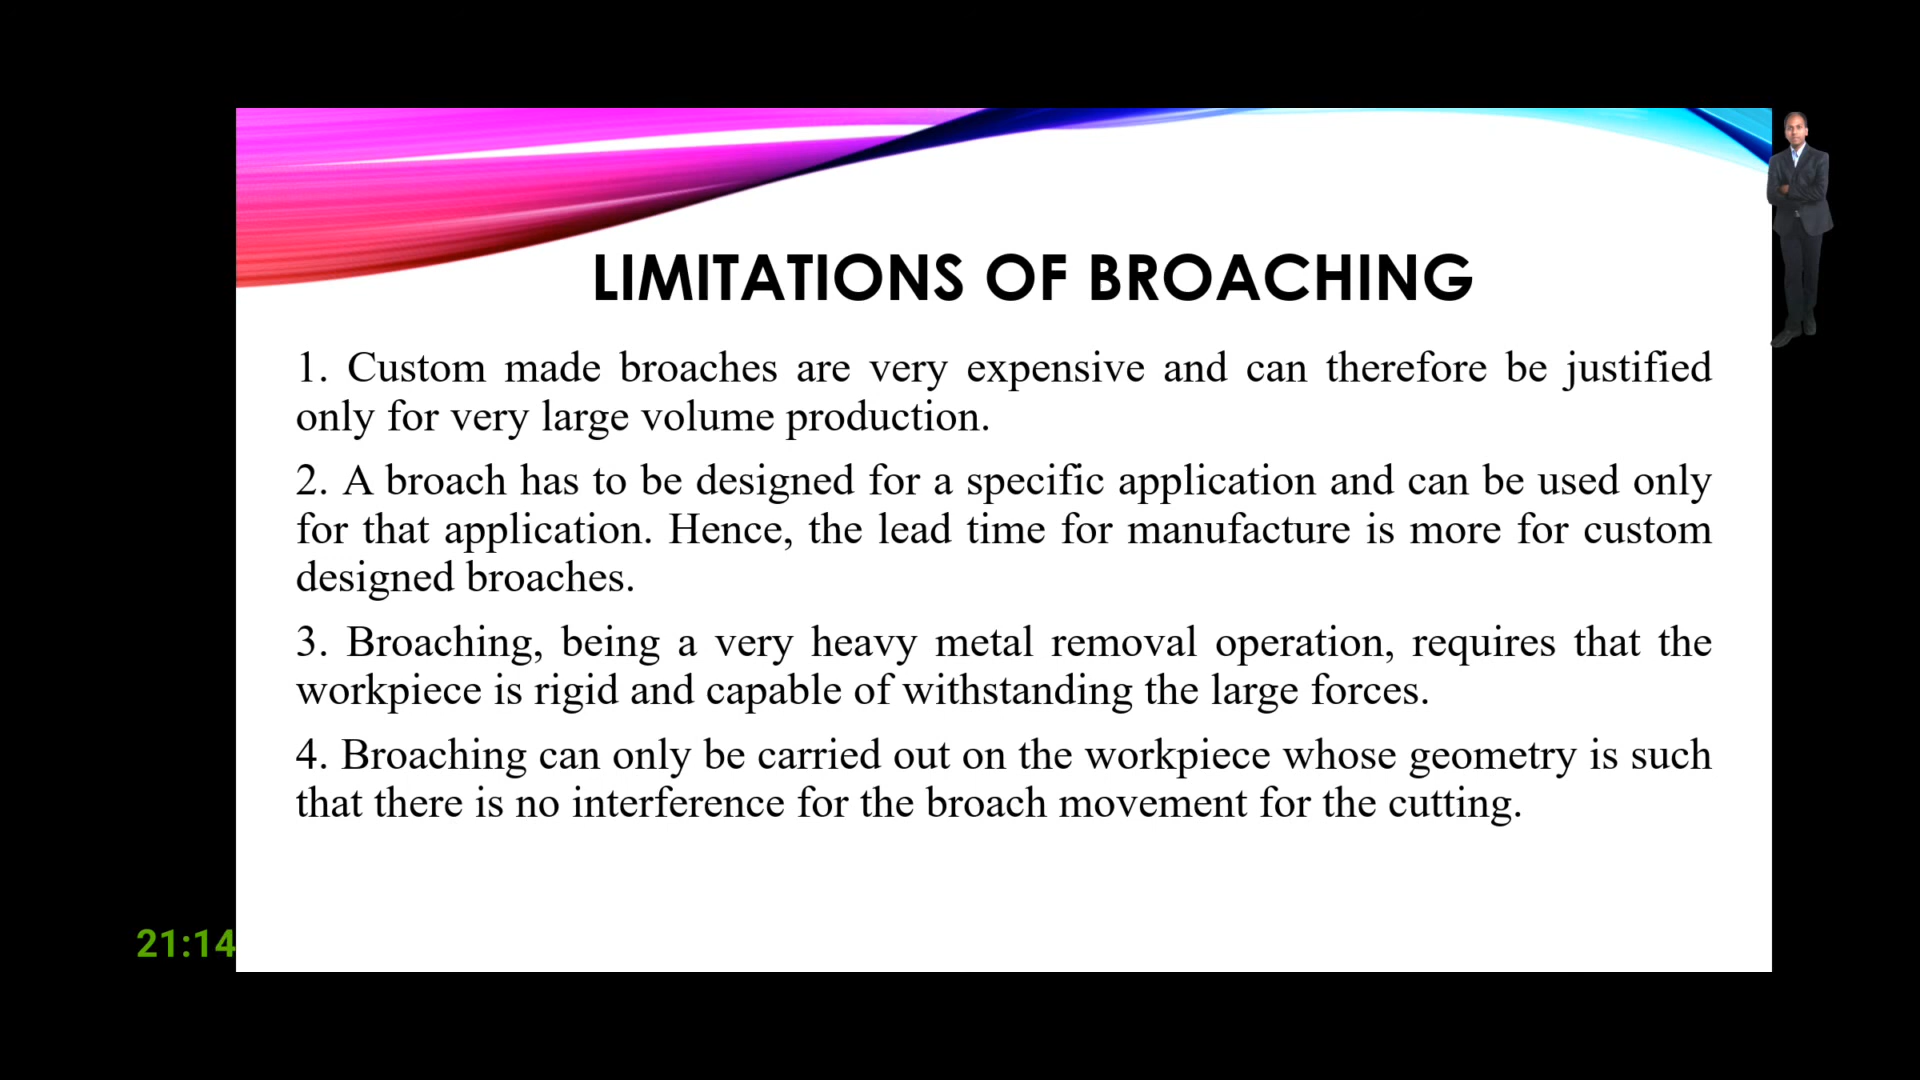 LIMITATIONS OF BROACHING
1. Custom made broaches are very expensive and can therefore be justified
only for very large volume production.
2. A broach has to be designed for a specific application and can be used only
for that application. Hence, the lead time for manufacture is more for custom
designed broaches.
3. Broaching, being a very heavy metal removal operation, requires that the
workpiece is rigid and capable of withstanding the large forces.
4. Broaching can only be carried out on the workpiece whose geometry is such
that there is no interference for the broach movement for the cutting.
21:14